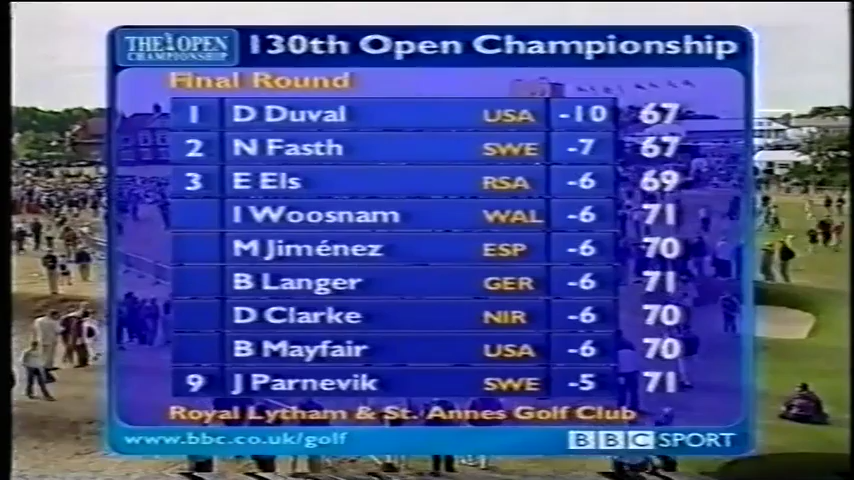 THE OPEN CHAMPIONSHIP 130th Open Championship
Final Round
1 D Duval USA -10 67
2 N Fasth SWE -7 67
3 E Els RSA -6 69
I Woosnam WAL -6 71
M Jiménez ESP -6 70
B Langer GER -6 71
D Clarke NIR -6 70
B Mayfair USA -6 70
9 J Parnevik SWE -5 71
Royal Lytham & St. Annes Golf Club
www.bbc.co.uk/golf BBC SPORT